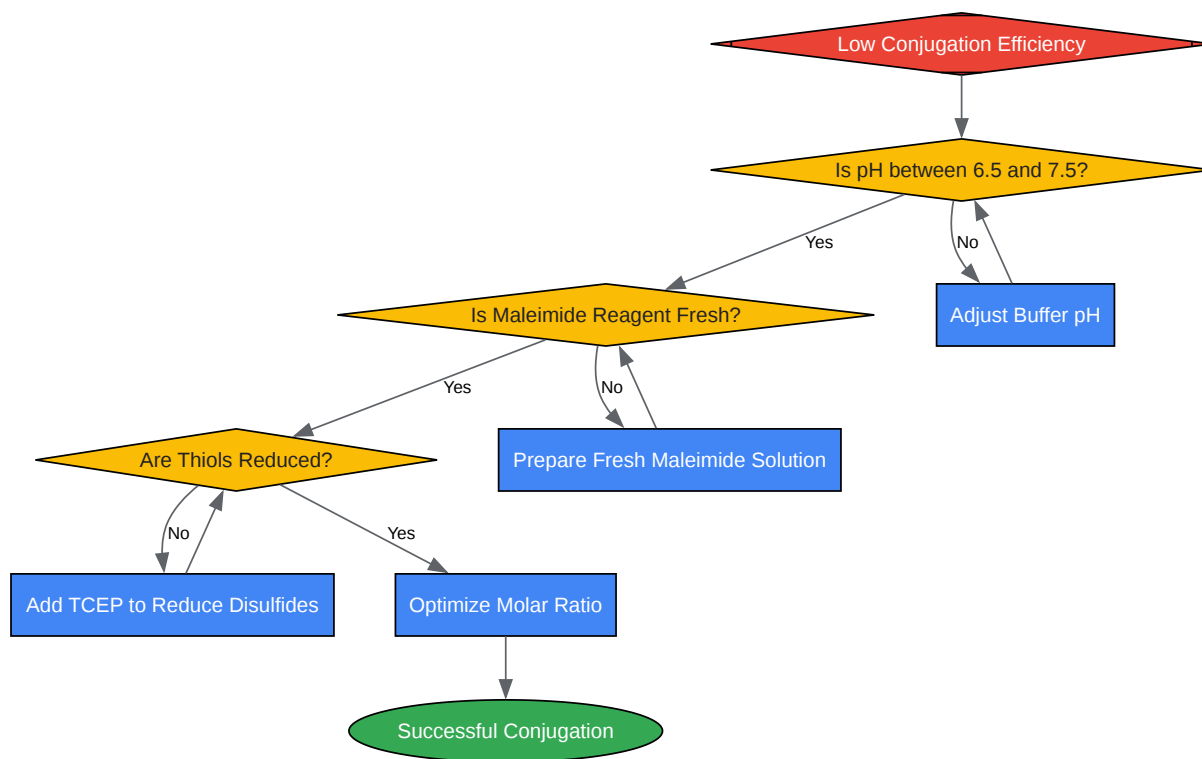 Low Conjugation Efficiency
Is pH between 6.5 and 7.5?
Yes
No
Is Maleimide Reagent Fresh?
Adjust Buffer pH
Yes
No
Are Thiols Reduced?
Prepare Fresh Maleimide Solution
No
Yes
Add TCEP to Reduce Disulfides
Optimize Molar Ratio
Successful Conjugation